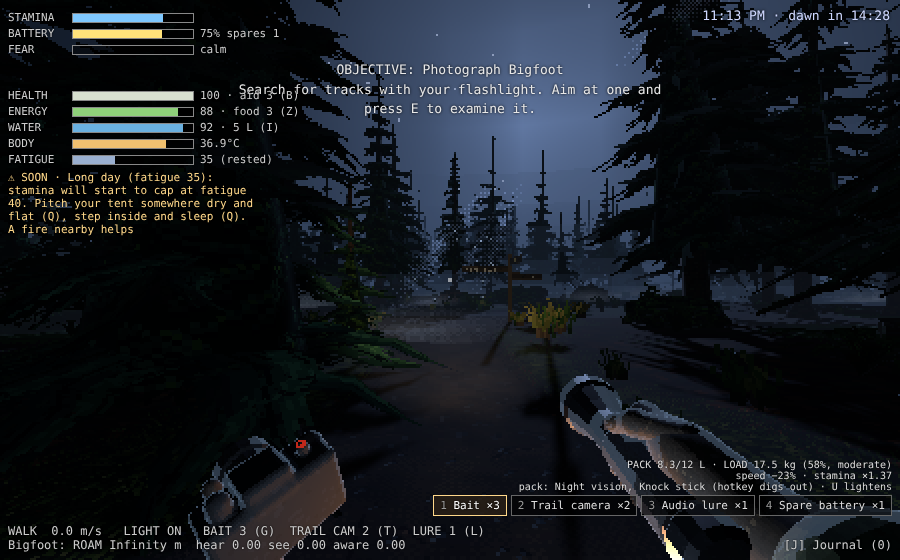 STAMINA
BATTERY 75% spares 1
FEAR calm
11:13 PM · dawn in 14:28
OBJECTIVE: Photograph Bigfoot
Search for tracks with your flashlight. Aim at one and
press E to examine it.
HEALTH 100 · aid 3 (B)
ENERGY 88 · food 3 (Z)
WATER 92 · 5 L (I)
BODY 36.9°C
FATIGUE 35 (rested)
⚠ SOON · Long day (fatigue 35):
stamina will start to cap at fatigue
40. Pitch your tent somewhere dry and
flat (Q), step inside and sleep (Q).
A fire nearby helps
PACK 8.3/12 L · LOAD 17.5 kg (58%, moderate)
speed −23% · stamina ×1.37
pack: Night vision, Knock stick (hotkey digs out) · U lightens
1 Bait ×3 2 Trail camera ×2 3 Audio lure ×1 4 Spare battery ×1
WALK 0.0 m/s LIGHT ON BAIT 3 (G) TRAIL CAM 2 (T) LURE 1 (L)
Bigfoot: ROAM Infinity m hear 0.00 see 0.00 aware 0.00
[J] Journal (0)